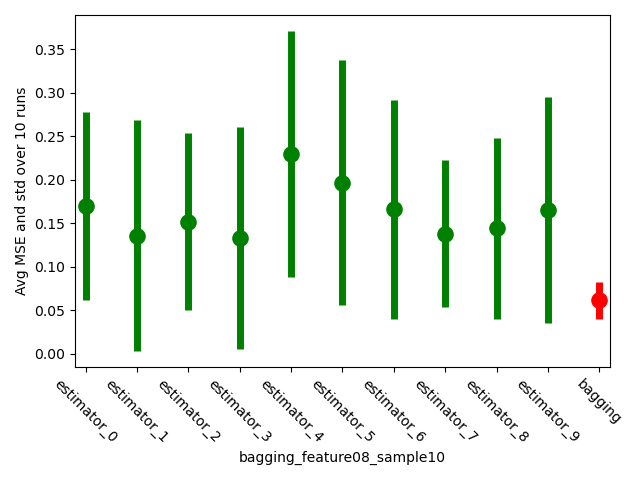 Avg MSE and std over 10 runs
0.35
0.30
0.25
0.20
0.15
0.10
0.05
0.00
estimator_0
estimator_1
estimator_2
estimator_3
estimator_4
estimator_5
estimator_6
estimator_7
estimator_8
estimator_9
bagging
bagging_feature08_sample10